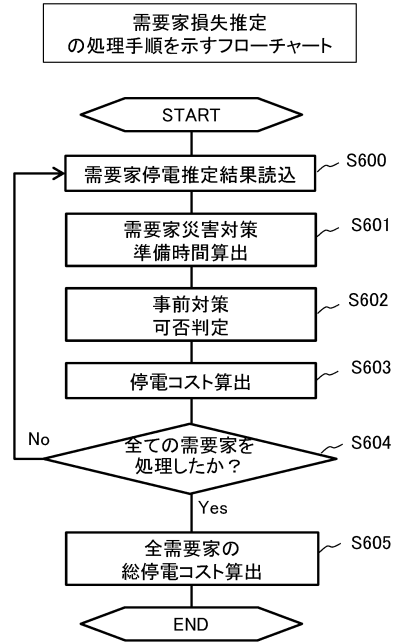 需要家損失推定
の処理手順を示すフローチャート
START
需要家停電推定結果読込
S600
需要家災害対策
準備時間算出
S601
事前対策
可否判定
S602
停電コスト算出
S603
全ての需要家を
処理したか？
S604
No
Yes
全需要家の
総停電コスト算出
S605
END